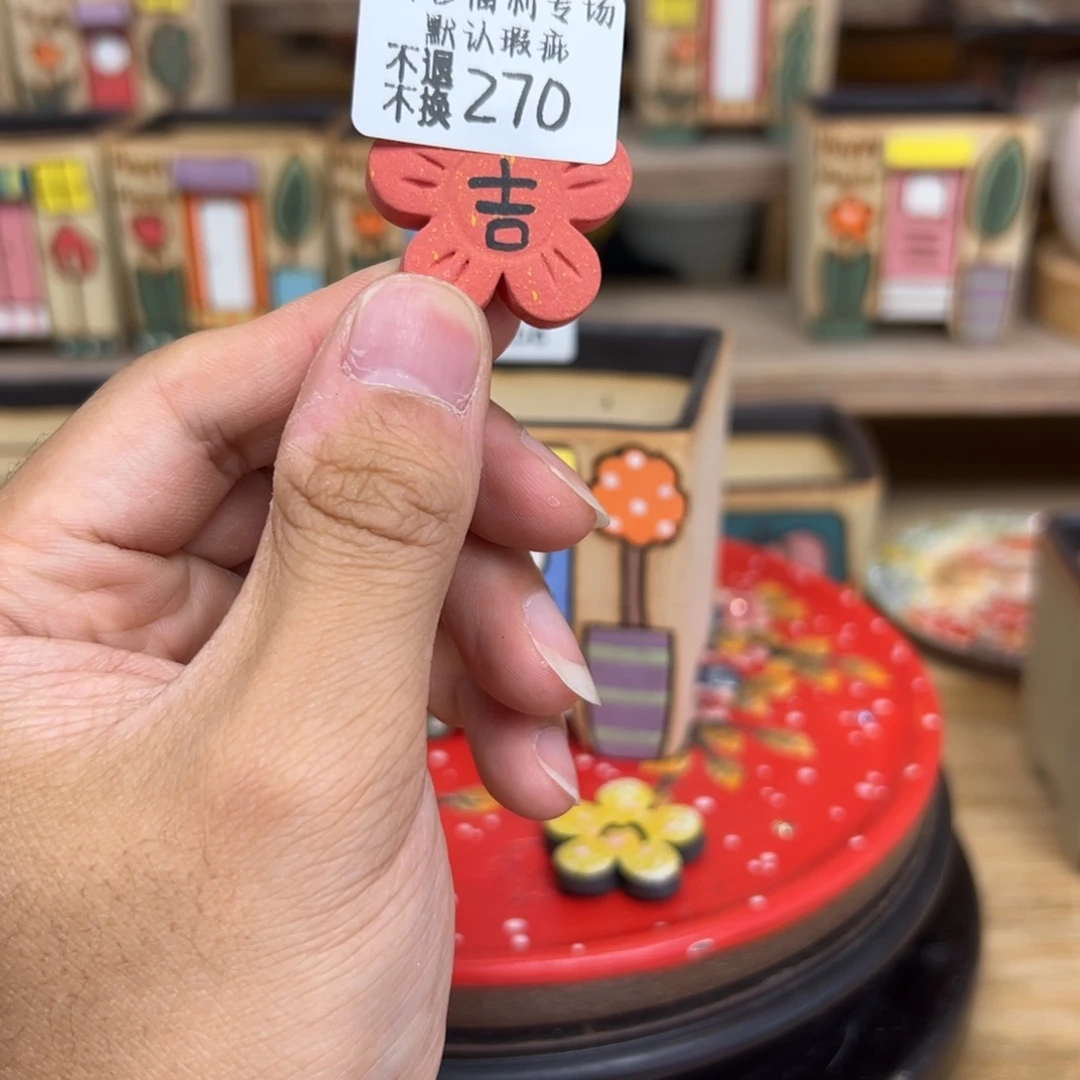 福利专场
默认瑕疵
不退
不换 270
吉